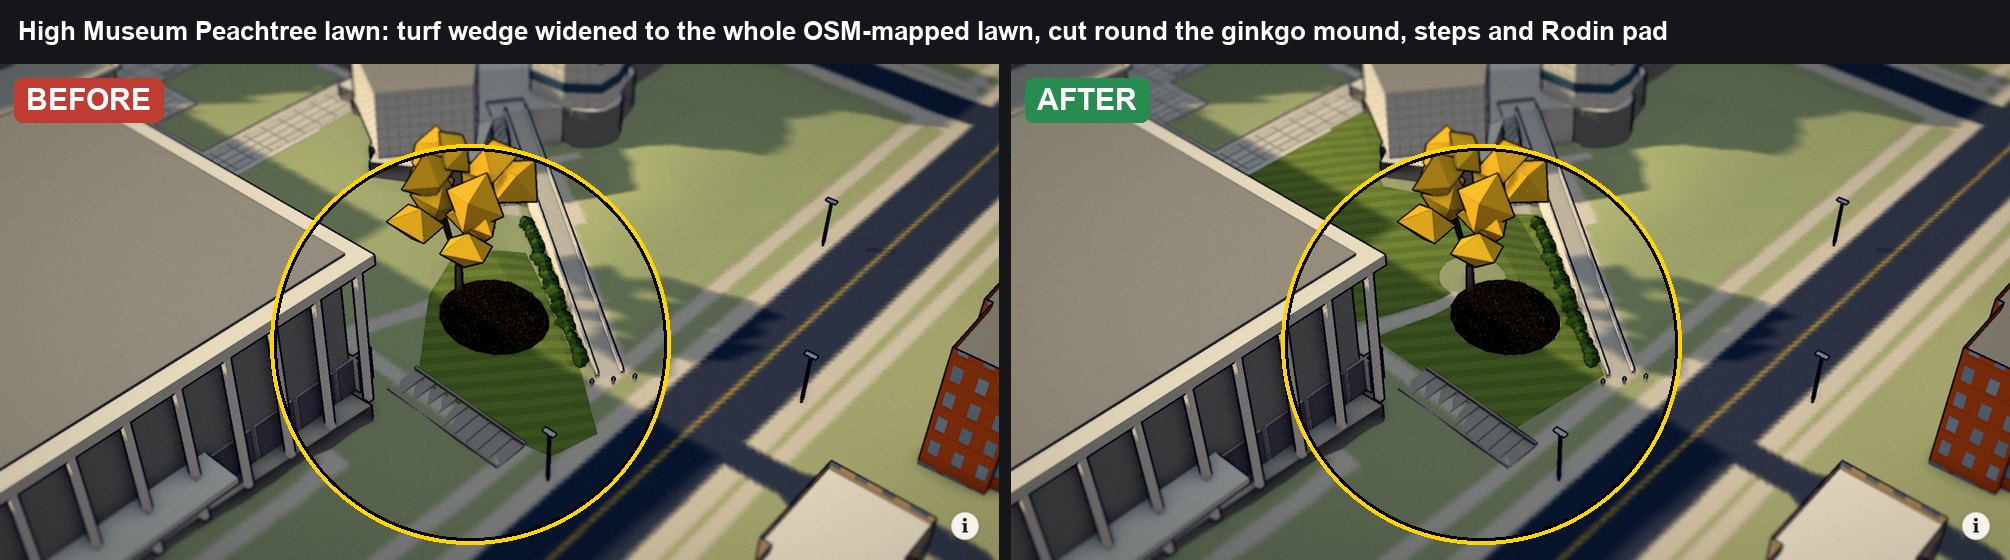 High Museum Peachtree lawn: turf wedge widened to the whole OSM-mapped lawn, cut round the ginkgo mound, steps and Rodin pad
BEFORE
AFTER
i
i